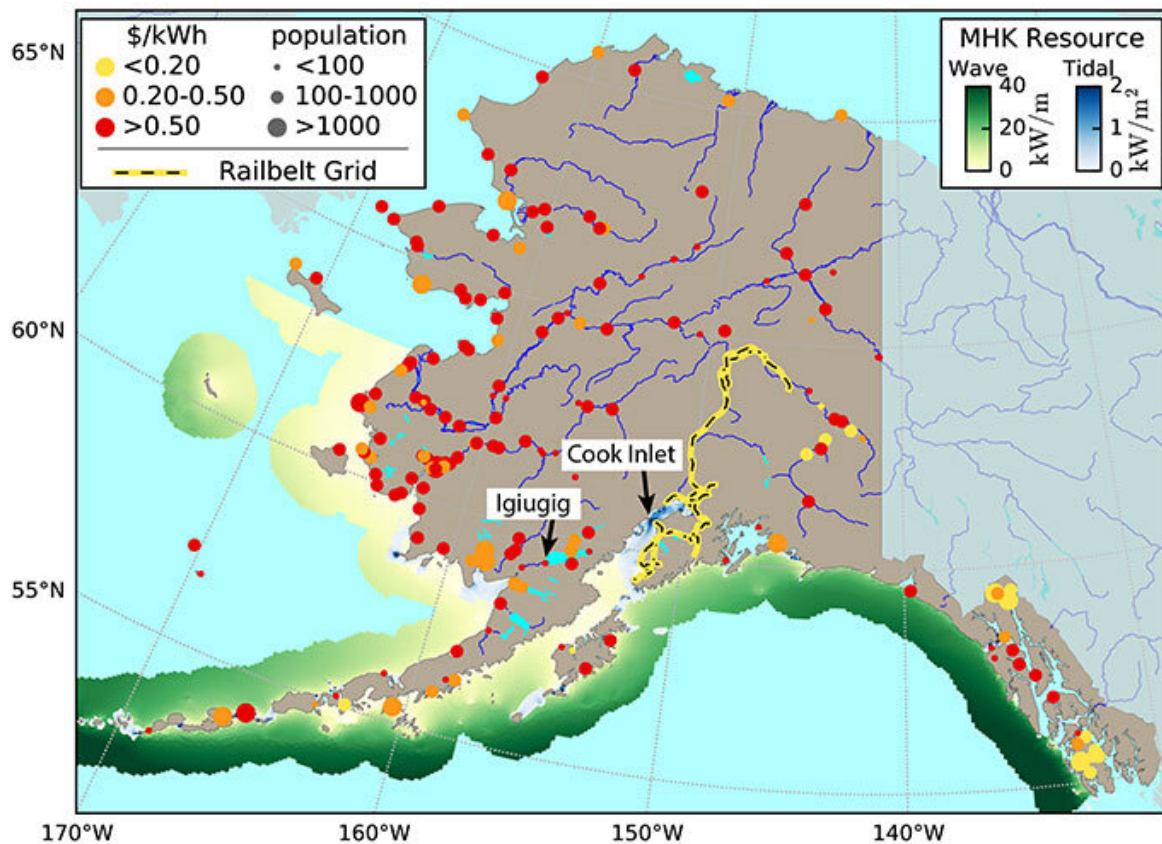 65°N
60°N
55°N
170°W
160°W
150°W
140°W
$/kWh population
<0.20 <100
0.20-0.50 100-1000
>0.50 >1000
Railbelt Grid
MHK Resource
Wave Tidal
40 2
20 1
0 0
kW/m kW/m²
Cook Inlet
Igiugig